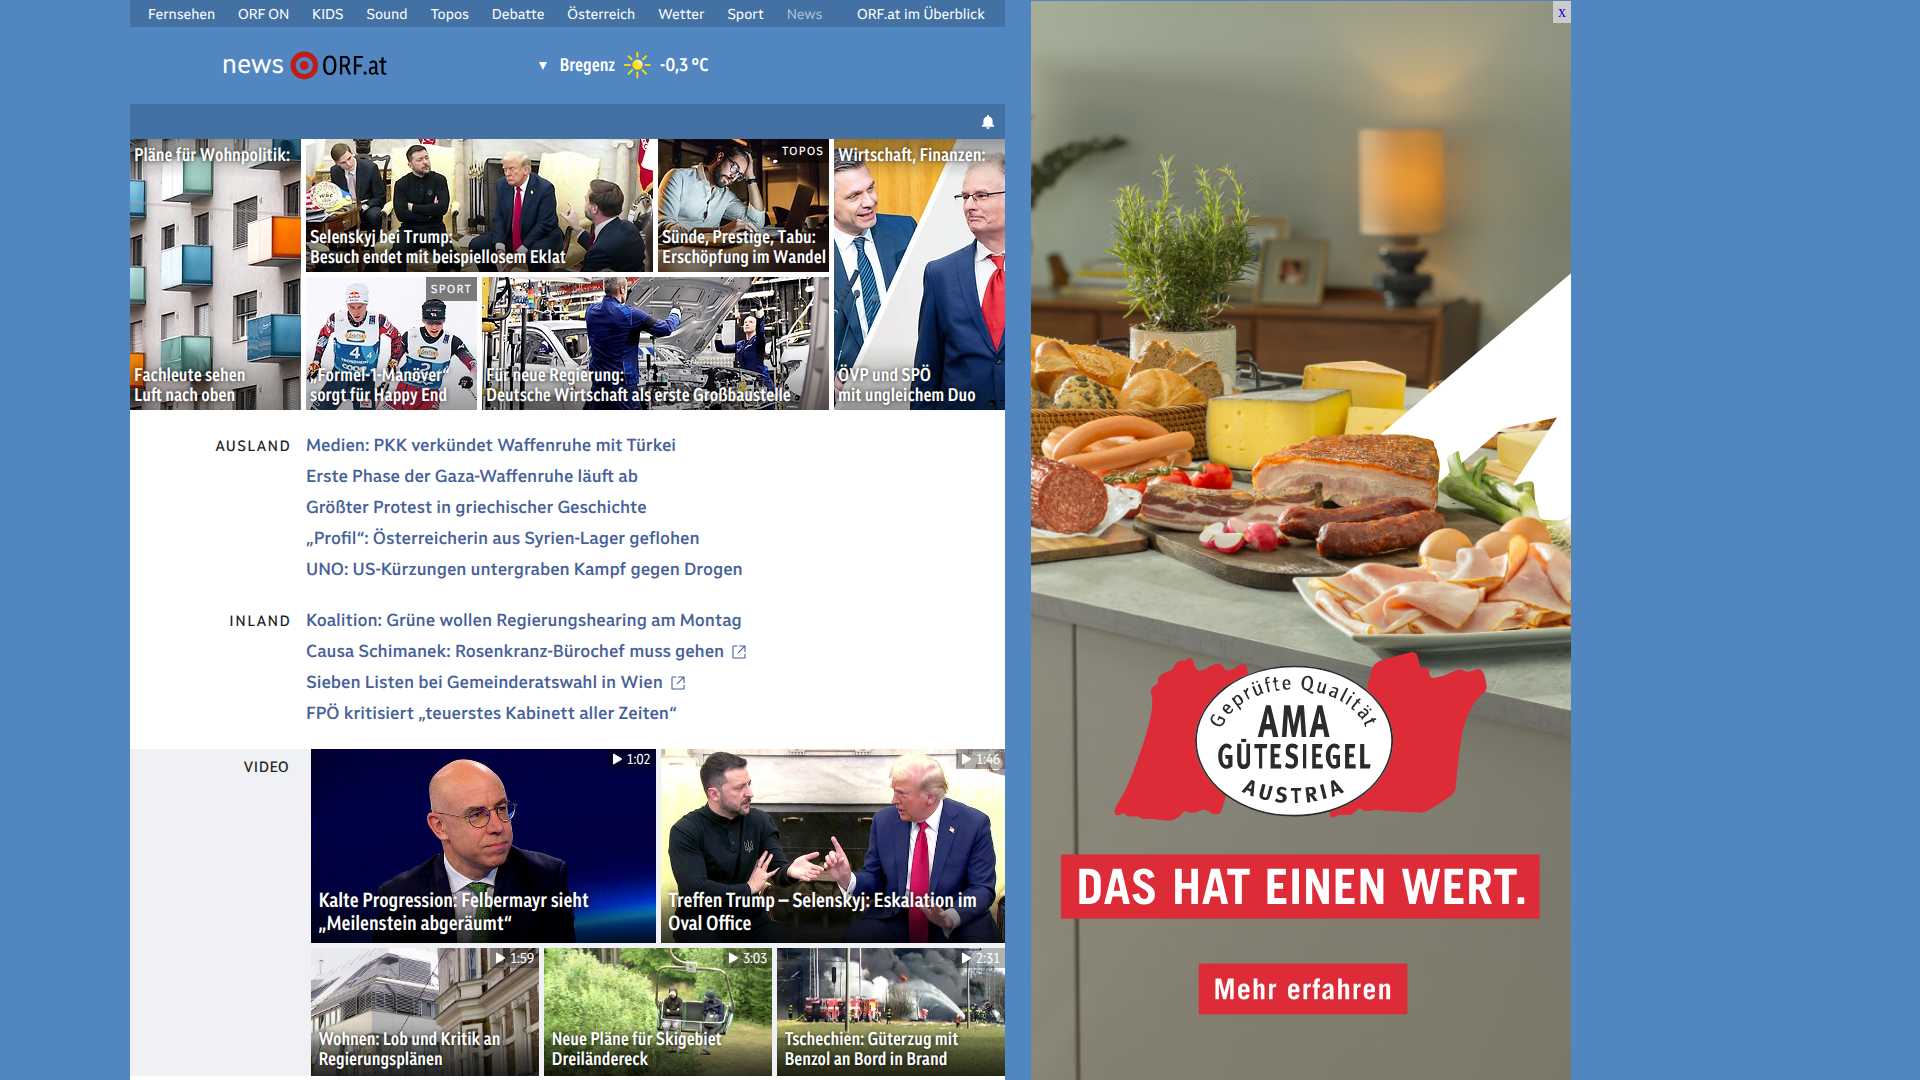 Fernsehen ORF ON KIDS Sound Topos Debatte Österreich Wetter Sport News ORF.at im Überblick
news ORF.at
▼ Bregenz -0,3 °C
Pläne für Wohnpolitik:
Fachleute sehen
Luft nach oben
Selenskyj bei Trump:
Besuch endet mit beispiellosem Eklat
TOPOS
Sünde, Prestige, Tabu:
Erschöpfung im Wandel
Wirtschaft, Finanzen:
ÖVP und SPÖ
mit ungleichem Duo
SPORT
„Formel-1-Manöver“
sorgt für Happy End
Für neue Regierung:
Deutsche Wirtschaft als erste Großbaustelle
AUSLAND
Medien: PKK verkündet Waffenruhe mit Türkei
Erste Phase der Gaza-Waffenruhe läuft ab
Größter Protest in griechischer Geschichte
„Profil“: Österreicherin aus Syrien-Lager geflohen
UNO: US-Kürzungen untergraben Kampf gegen Drogen
INLAND
Koalition: Grüne wollen Regierungshearing am Montag
Causa Schimanek: Rosenkranz-Bürochef muss gehen
Sieben Listen bei Gemeinderatswahl in Wien
FPÖ kritisiert „teuerstes Kabinett aller Zeiten“
VIDEO
1:02
Kalte Progression: Felbermayr sieht
„Meilenstein abgeräumt“
1:46
Treffen Trump – Selenskyj: Eskalation im
Oval Office
1:59
Wohnen: Lob und Kritik an
Regierungsplänen
3:03
Neue Pläne für Skigebiet
Dreiländereck
2:31
Tschechien: Güterzug mit
Benzol an Bord in Brand
x
Geprüfte Qualität
AMA
GÜTESIEGEL
AUSTRIA
DAS HAT EINEN WERT.
Mehr erfahren